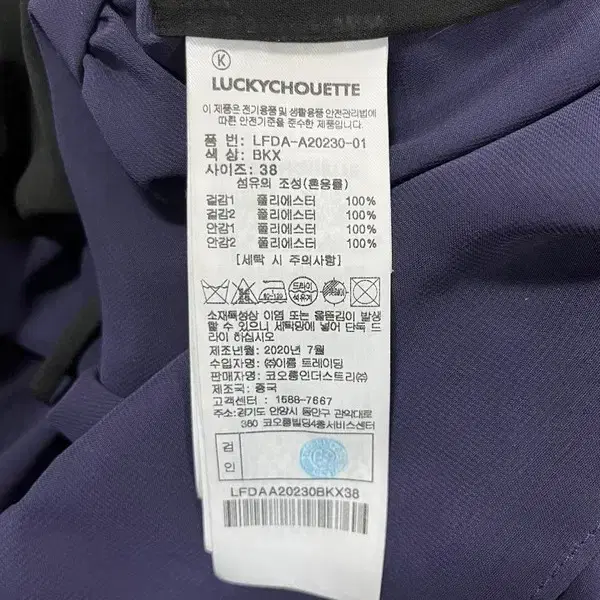 K
LUCKYCHOUETTE
이 제품은 전기용품 및 생활용품 안전관리법에
따른 안전기준을 준수한 제품입니다.
품 번: LFDA-A20230-01
색 상: BKX
사이즈: 38
섬유의 조성(혼용률)
겉감1 폴리에스터 100%
겉감2 폴리에스터 100%
안감1 폴리에스터 100%
안감2 폴리에스터 100%
[세탁 시 주의사항]
드라이
석유계
소재특성상 이염 또는 올뜯김이 발생
할 수 있으니 세탁망에 넣어 단독 드
라이 하십시오
제조년월: 2020년 7월
수입자명: ㈜이룸 트레이딩
판매자명: 코오롱인더스트리㈜
제조국: 중국
고객센터 : 1588-7667
주소: 경기도 안양시 동안구 관악대로
360 코오롱빌딩4층서비스센터
검
인
LFDAA20230BKX38